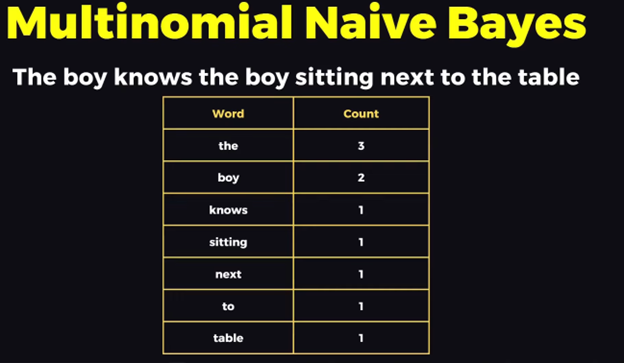 Multinomial Naive Bayes
The boy knows the boy sitting next to the table
Word Count
the 3
boy 2
knows 1
sitting 1
next 1
to 1
table 1